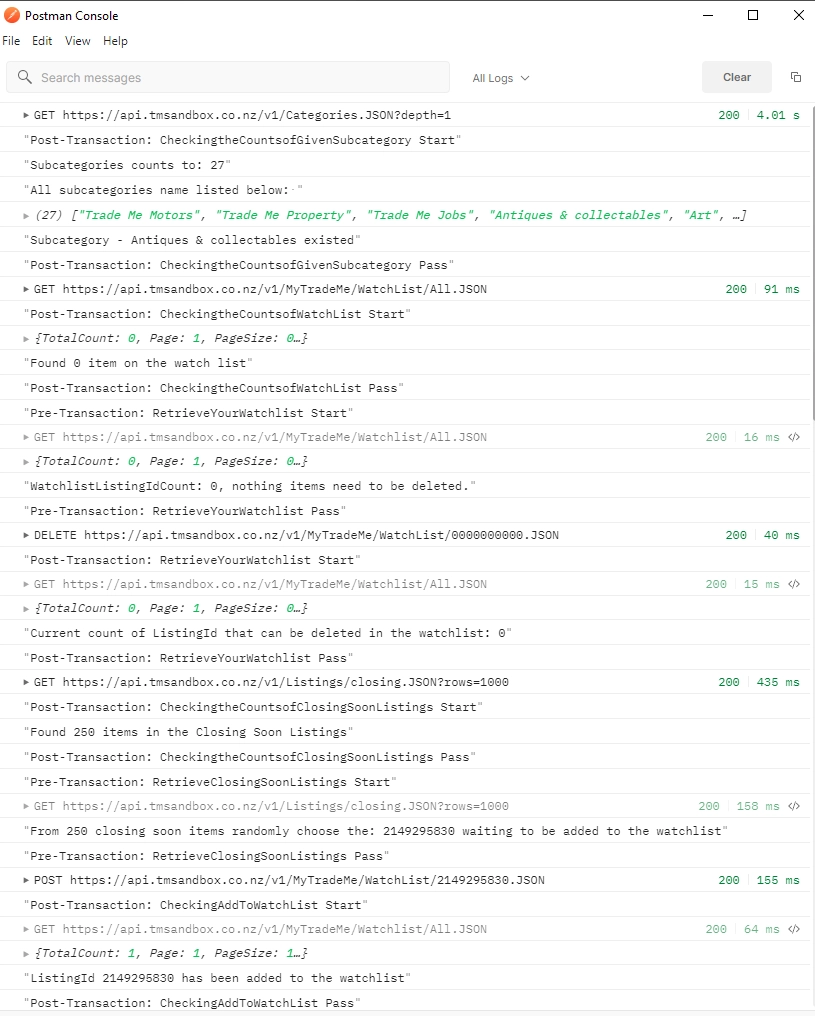 Postman Console
File Edit View Help
Search messages All Logs Clear
GET https://api.tmsandbox.co.nz/v1/Categories.JSON?depth=1 200 4.01 s
"Post-Transaction: CheckingtheCountsofGivenSubcategory Start"
"Subcategories counts to: 27"
"All subcategories name listed below: "
(27) ["Trade Me Motors", "Trade Me Property", "Trade Me Jobs", "Antiques & collectables", "Art", …]
"Subcategory - Antiques & collectables existed"
"Post-Transaction: CheckingtheCountsofGivenSubcategory Pass"
GET https://api.tmsandbox.co.nz/v1/MyTradeMe/WatchList/All.JSON 200 91 ms
"Post-Transaction: CheckingtheCountsofWatchList Start"
{TotalCount: 0, Page: 1, PageSize: 0…}
"Found 0 item on the watch list"
"Post-Transaction: CheckingtheCountsofWatchList Pass"
"Pre-Transaction: RetrieveYourWatchlist Start"
GET https://api.tmsandbox.co.nz/v1/MyTradeMe/Watchlist/All.JSON 200 16 ms </>
{TotalCount: 0, Page: 1, PageSize: 0…}
"WatchlistListingIdCount: 0, nothing items need to be deleted."
"Pre-Transaction: RetrieveYourWatchlist Pass"
DELETE https://api.tmsandbox.co.nz/v1/MyTradeMe/WatchList/0000000000.JSON 200 40 ms
"Post-Transaction: RetrieveYourWatchlist Start"
GET https://api.tmsandbox.co.nz/v1/MyTradeMe/Watchlist/All.JSON 200 15 ms </>
{TotalCount: 0, Page: 1, PageSize: 0…}
"Current count of ListingId that can be deleted in the watchlist: 0"
"Post-Transaction: RetrieveYourWatchlist Pass"
GET https://api.tmsandbox.co.nz/v1/Listings/closing.JSON?rows=1000 200 435 ms
"Post-Transaction: CheckingtheCountsofClosingSoonListings Start"
"Found 250 items in the Closing Soon Listings"
"Post-Transaction: CheckingtheCountsofClosingSoonListings Pass"
"Pre-Transaction: RetrieveClosingSoonListings Start"
GET https://api.tmsandbox.co.nz/v1/Listings/closing.JSON?rows=1000 200 158 ms </>
"From 250 closing soon items randomly choose the: 2149295830 waiting to be added to the watchlist"
"Pre-Transaction: RetrieveClosingSoonListings Pass"
POST https://api.tmsandbox.co.nz/v1/MyTradeMe/WatchList/2149295830.JSON 200 155 ms
"Post-Transaction: CheckingAddToWatchList Start"
GET https://api.tmsandbox.co.nz/v1/MyTradeMe/WatchList/All.JSON 200 64 ms </>
{TotalCount: 1, Page: 1, PageSize: 1…}
"ListingId 2149295830 has been added to the watchlist"
"Post-Transaction: CheckingAddToWatchList Pass"